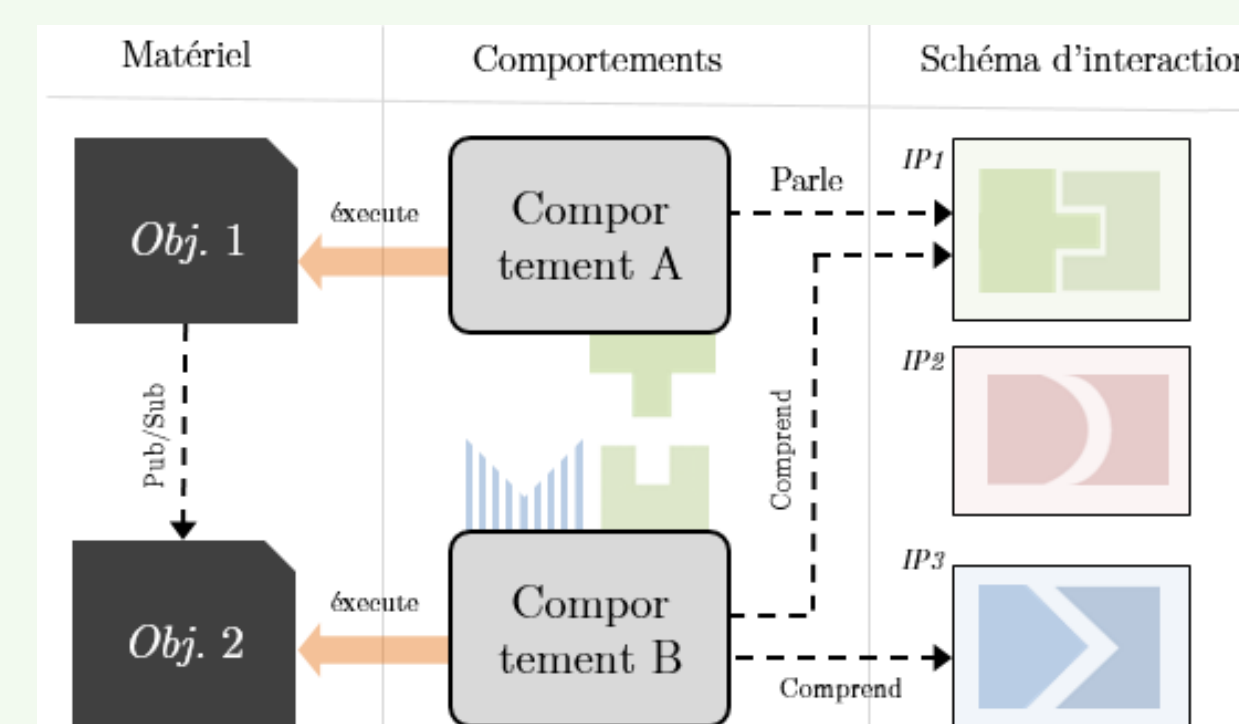 Matériel
Comportements
Schéma d'interaction
Obj. 1
éxecute
Compor
tement A
Parle
IP1
Pub/Sub
Comprend
IP2
Obj. 2
éxecute
Compor
tement B
Comprend
IP3